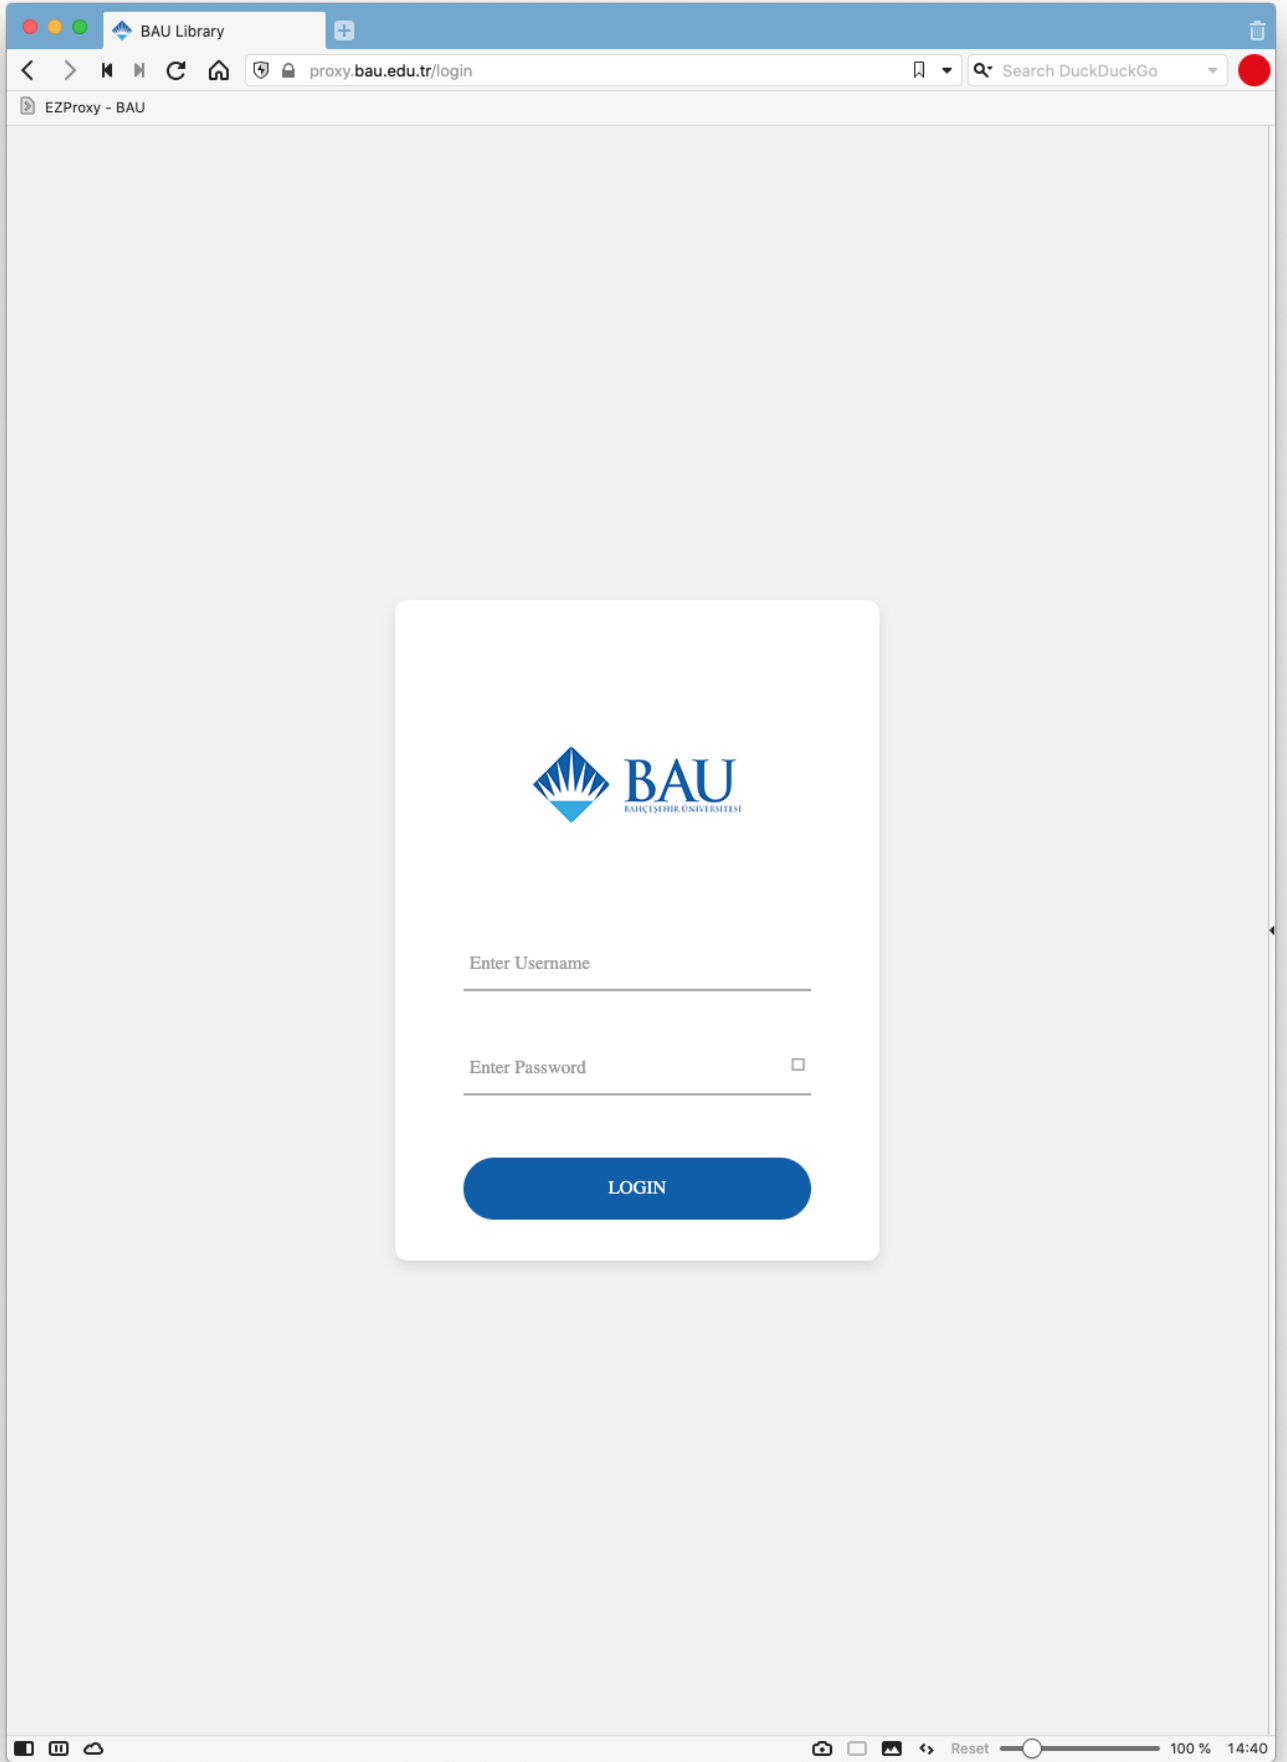 BAU Library
proxy.bau.edu.tr/login
Search DuckDuckGo
EZProxy - BAU
BAU
BAHÇEŞEHİR ÜNİVERSİTESİ
Enter Username
Enter Password
LOGIN
Reset
100 %
14:40